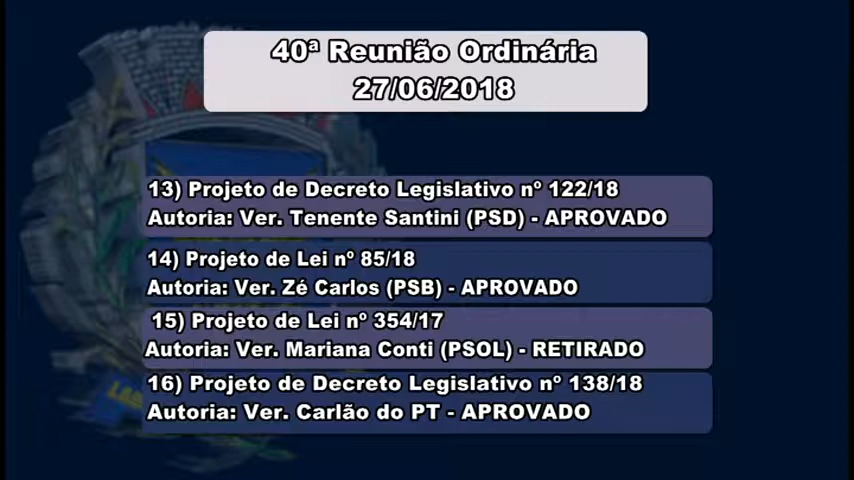 40ª Reunião Ordinária
27/06/2018
13) Projeto de Decreto Legislativo nº 122/18
Autoria: Ver. Tenente Santini (PSD) - APROVADO
14) Projeto de Lei nº 85/18
Autoria: Ver. Zé Carlos (PSB) - APROVADO
15) Projeto de Lei nº 354/17
Autoria: Ver. Mariana Conti (PSOL) - RETIRADO
16) Projeto de Decreto Legislativo nº 138/18
Autoria: Ver. Carlão do PT - APROVADO